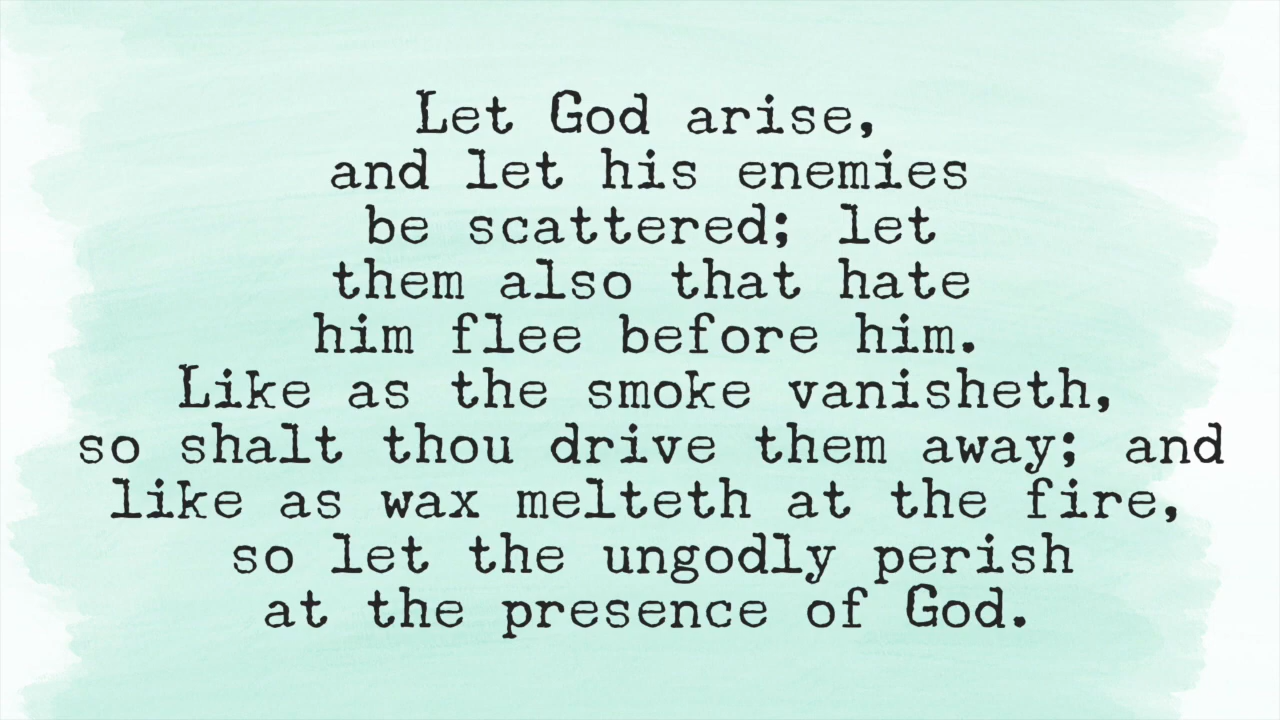 Let God arise,
and let his enemies
be scattered; let
them also that hate
him flee before him.
Like as the smoke vanisheth,
so shalt thou drive them away; and
like as wax melteth at the fire,
so let the ungodly perish
at the presence of God.